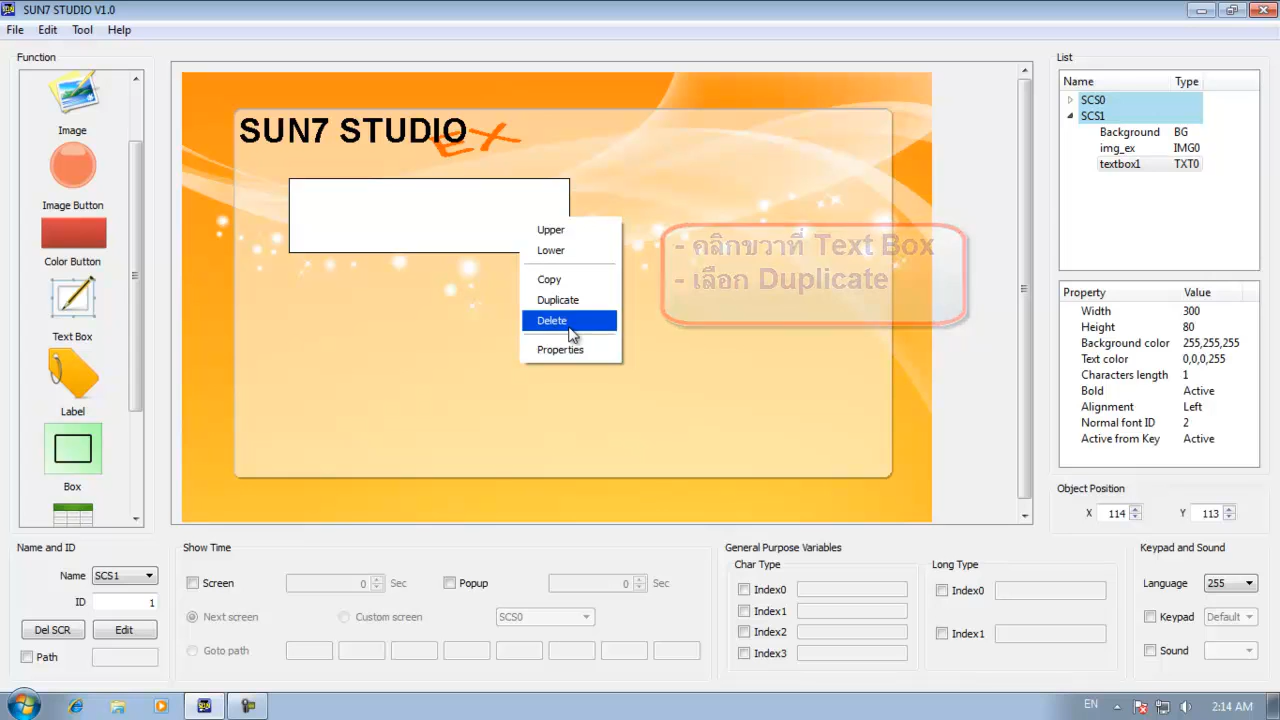 SUN7 STUDIO V1.0
File Edit Tool Help
Function
Image
Image Button
Color Button
Text Box
Label
Box
SUN7 STUDIO
EX
Upper
Lower
Copy
Duplicate
Delete
Properties
- คลิกขวาที่ Text Box
- เลือก Duplicate
List
Name Type
SCS0
SCS1
Background BG
img_ex IMG0
textbox1 TXT0
Property Value
Width 300
Height 80
Background color 255,255,255
Text color 0,0,0,255
Characters length 1
Bold Active
Alignment Left
Normal font ID 2
Active from Key Active
Object Position
X 114 Y 113
Name and ID
Name SCS1
ID 1
Del SCR Edit
Path
Show Time
Screen 0 Sec Popup 0 Sec
Next screen Custom screen SCS0
Goto path
General Purpose Variables
Char Type
Index0
Index1
Index2
Index3
Long Type
Index0
Index1
Keypad and Sound
Language 255
Keypad Default
Sound
EN 2:14 AM